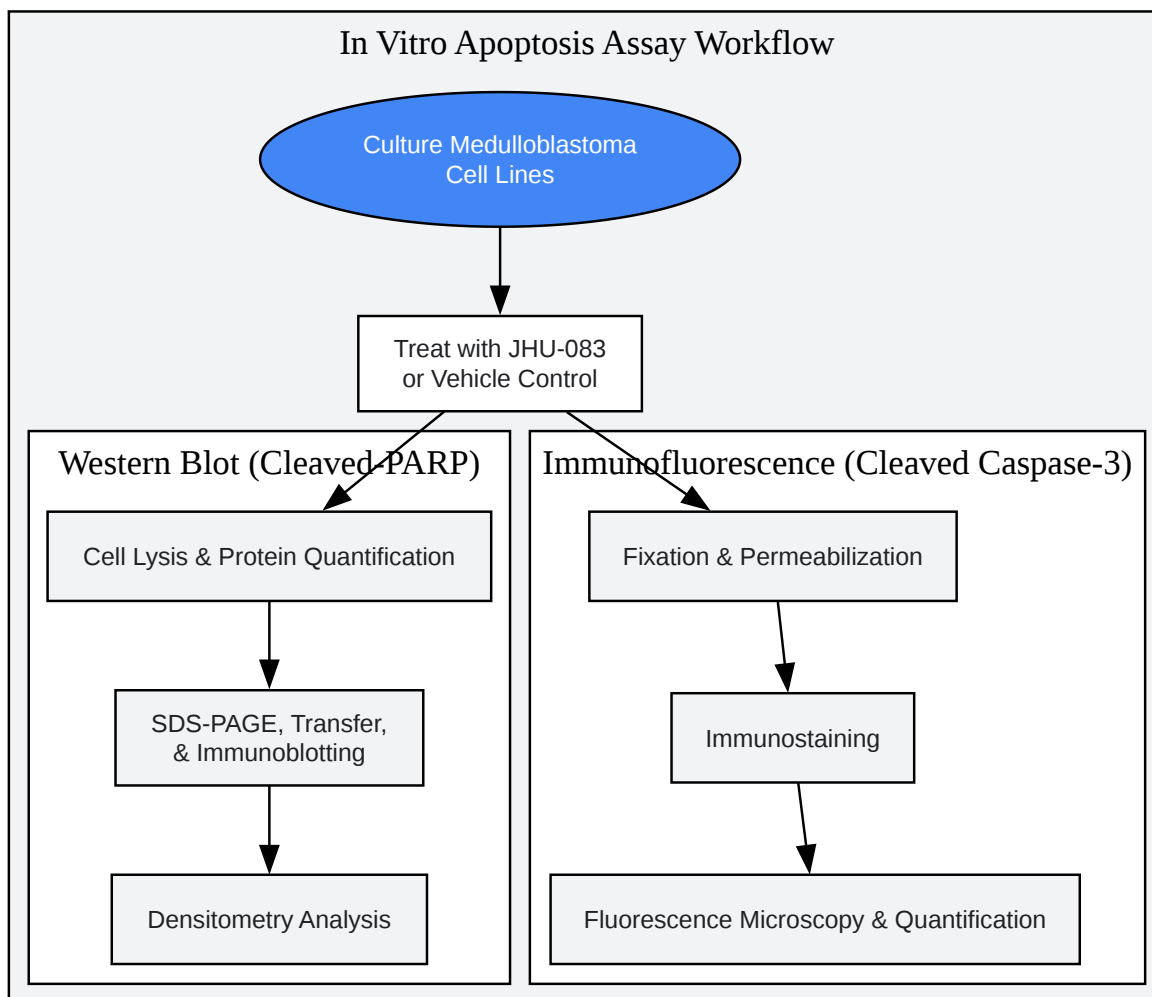 In Vitro Apoptosis Assay Workflow
Culture Medulloblastoma
Cell Lines
Treat with JHU-083
or Vehicle Control
Western Blot (Cleaved-PARP)
Cell Lysis & Protein Quantification
SDS-PAGE, Transfer,
& Immunoblotting
Densitometry Analysis
Immunofluorescence (Cleaved Caspase-3)
Fixation & Permeabilization
Immunostaining
Fluorescence Microscopy & Quantification